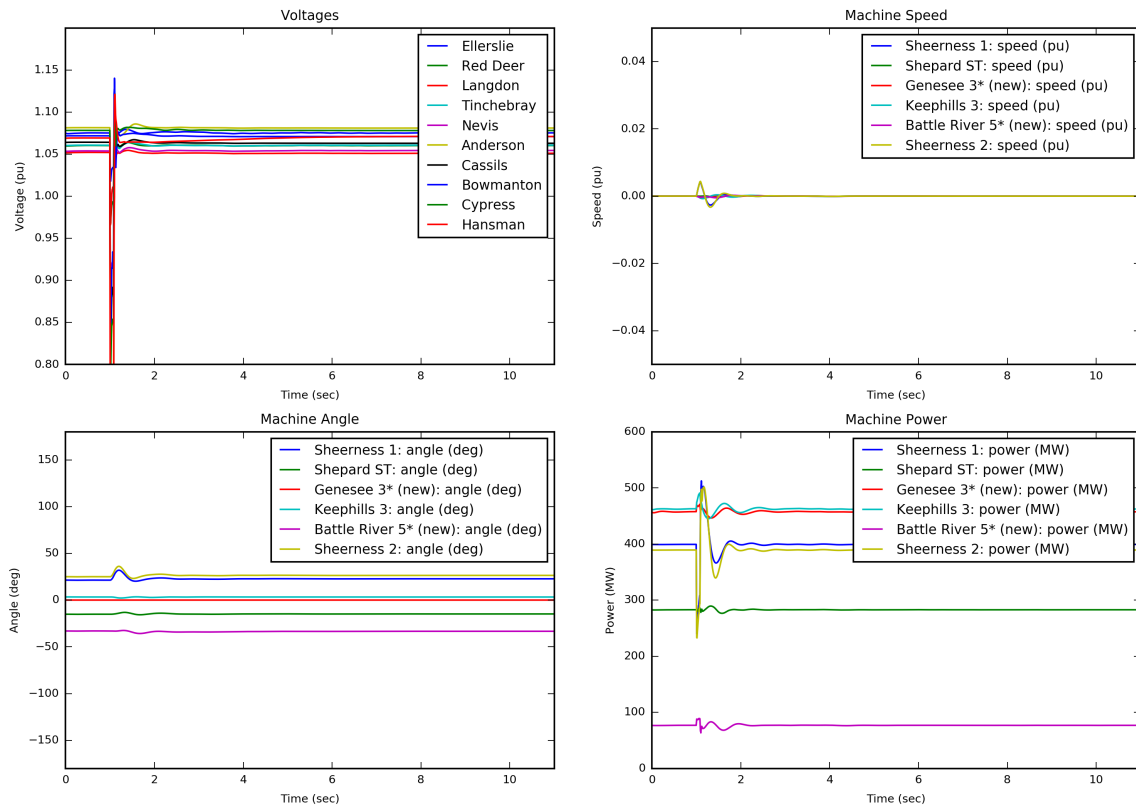 Voltages
1.15
1.10
1.05
1.00
0.95
0.90
0.85
0.80
Voltage (pu)
0 2 4 6 8 10
Time (sec)
Ellerslie
Red Deer
Langdon
Tinchebray
Nevis
Anderson
Cassils
Bowmanton
Cypress
Hansman
Machine Speed
0.04
0.02
0.00
−0.02
−0.04
Speed (pu)
0 2 4 6 8 10
Time (sec)
Sheerness 1: speed (pu)
Shepard ST: speed (pu)
Genesee 3* (new): speed (pu)
Keephills 3: speed (pu)
Battle River 5* (new): speed (pu)
Sheerness 2: speed (pu)
Machine Angle
150
100
50
0
−50
−100
−150
Angle (deg)
0 2 4 6 8 10
Time (sec)
Sheerness 1: angle (deg)
Shepard ST: angle (deg)
Genesee 3* (new): angle (deg)
Keephills 3: angle (deg)
Battle River 5* (new): angle (deg)
Sheerness 2: angle (deg)
Machine Power
600
500
400
300
200
100
0
Power (MW)
0 2 4 6 8 10
Time (sec)
Sheerness 1: power (MW)
Shepard ST: power (MW)
Genesee 3* (new): power (MW)
Keephills 3: power (MW)
Battle River 5* (new): power (MW)
Sheerness 2: power (MW)